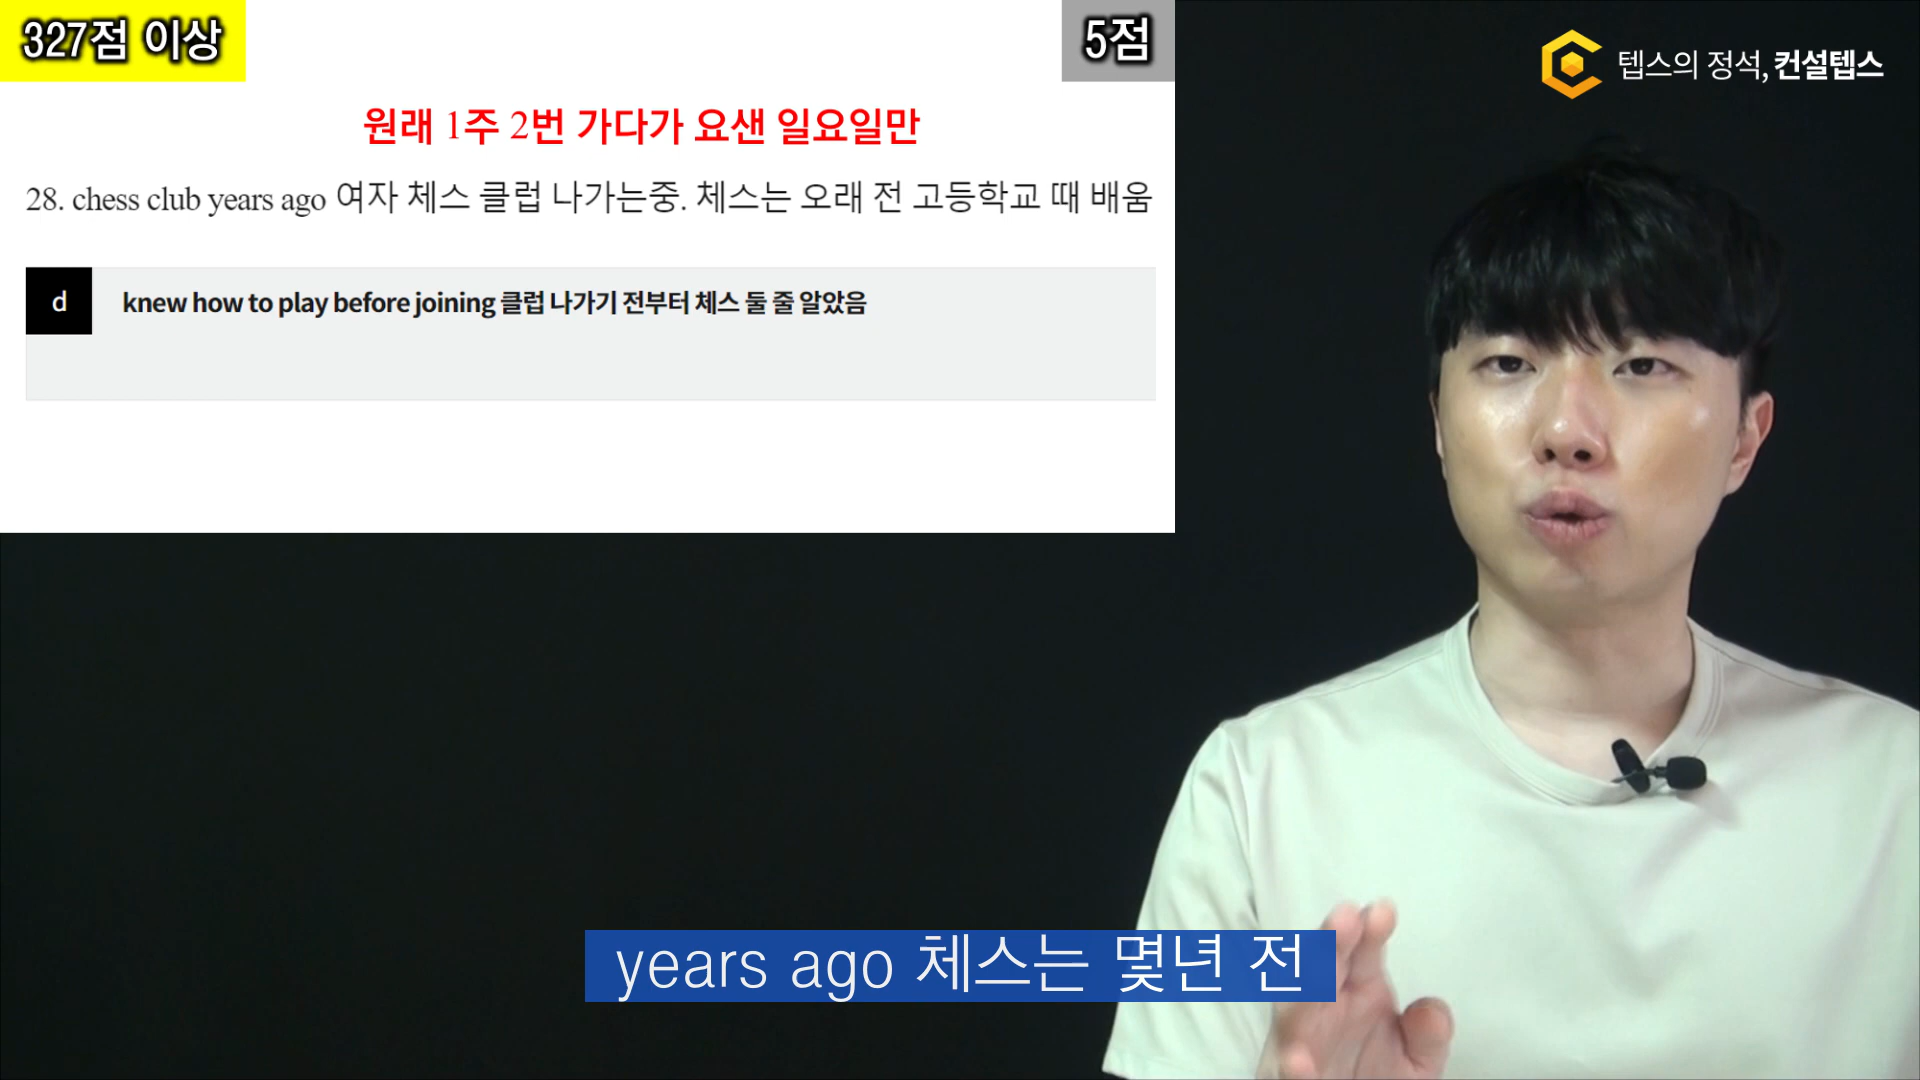 327점 이상
5점
텝스의 정석, 컨설텝스
원래 1주 2번 가다가 요샌 일요일만
28. chess club years ago 여자 체스 클럽 나가는중. 체스는 오래 전 고등학교 때 배움
d knew how to play before joining 클럽 나가기 전부터 체스 둘 줄 알았음
years ago 체스는 몇년 전